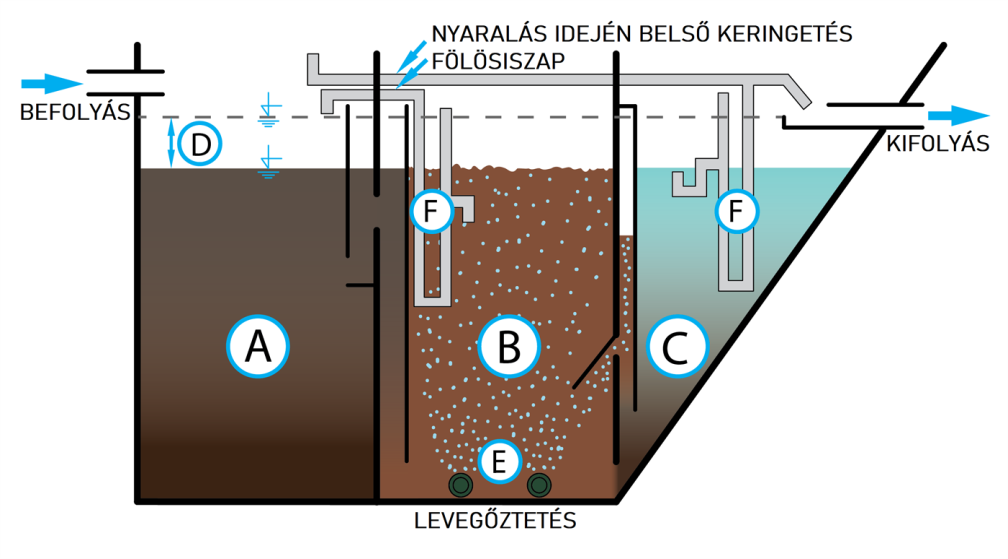 NYARALÁS IDEJÉN BELSŐ KERINGETÉS
FÖLÖSISZAP
BEFOLYÁS
KIFOLYÁS
D
F
F
A
B
C
E
LEVEGŐZTETÉS